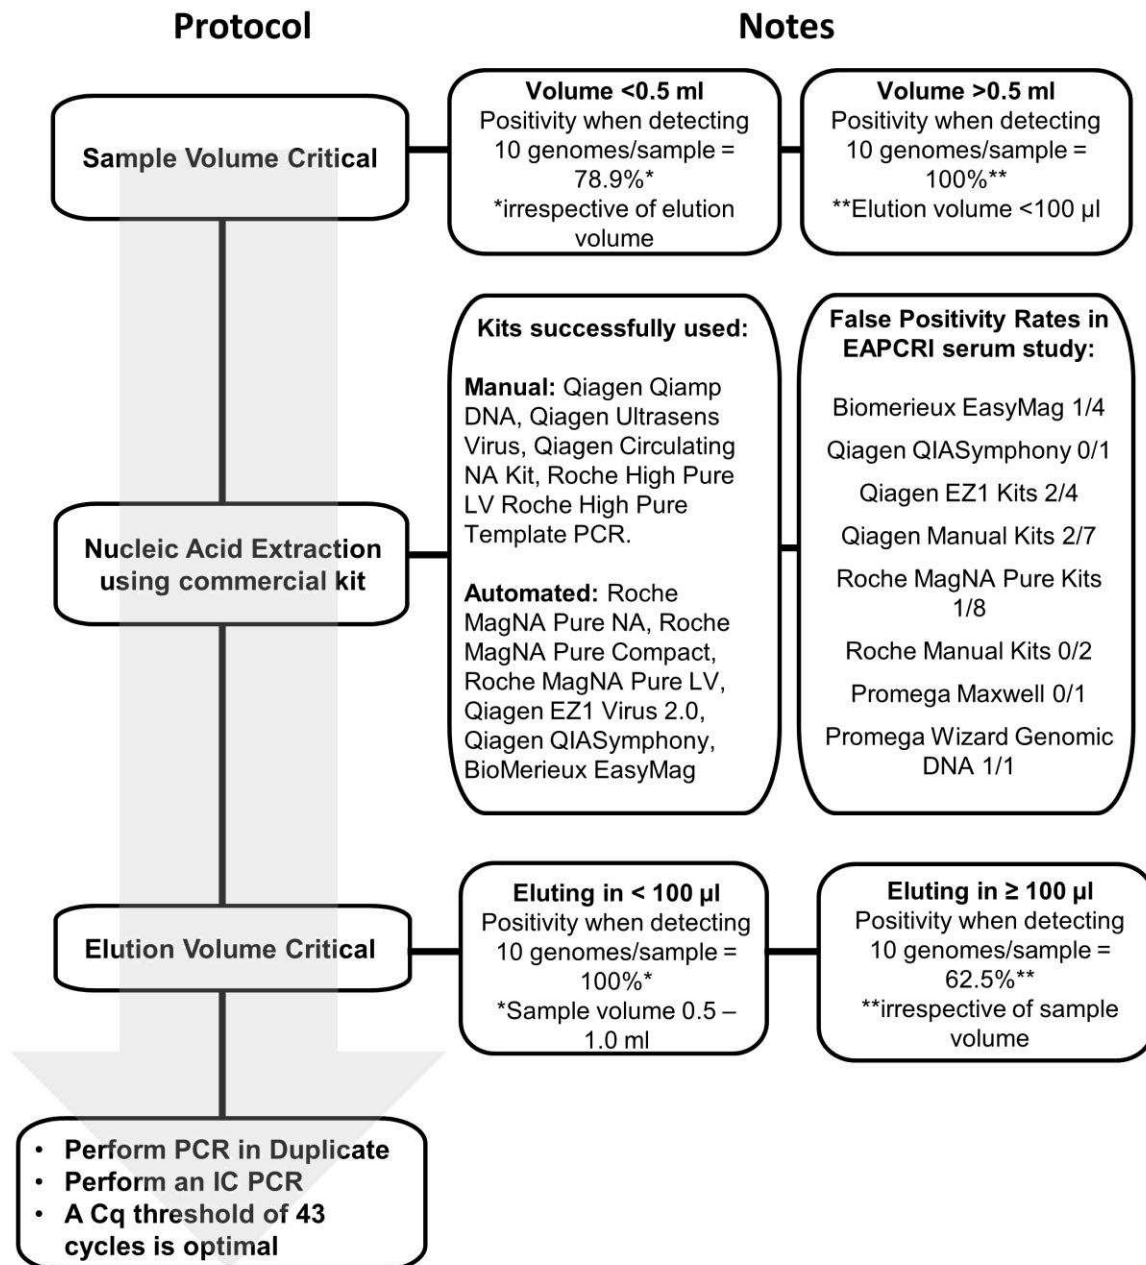 Protocol
Notes
Sample Volume Critical
Volume <0.5 ml
Positivity when detecting
10 genomes/sample =
78.9%*
*irrespective of elution
volume
Volume >0.5 ml
Positivity when detecting
10 genomes/sample =
100%**
**Elution volume <100 µl
Nucleic Acid Extraction
using commercial kit
Kits successfully used:
Manual: Qiagen Qiamp
DNA, Qiagen Ultrasens
Virus, Qiagen Circulating
NA Kit, Roche High Pure
LV Roche High Pure
Template PCR.
Automated: Roche
MagNA Pure NA, Roche
MagNA Pure Compact,
Roche MagNA Pure LV,
Qiagen EZ1 Virus 2.0,
Qiagen QIASymphony,
BioMerieux EasyMag
False Positivity Rates in
EAPCRI serum study:
Biomerieux EasyMag 1/4
Qiagen QIASymphony 0/1
Qiagen EZ1 Kits 2/4
Qiagen Manual Kits 2/7
Roche MagNA Pure Kits
1/8
Roche Manual Kits 0/2
Promega Maxwell 0/1
Promega Wizard Genomic
DNA 1/1
Elution Volume Critical
Eluting in < 100 µl
Positivity when detecting
10 genomes/sample =
100%*
*Sample volume 0.5 –
1.0 ml
Eluting in ≥ 100 µl
Positivity when detecting
10 genomes/sample =
62.5%**
**irrespective of sample
volume
• Perform PCR in Duplicate
• Perform an IC PCR
• A Cq threshold of 43
cycles is optimal